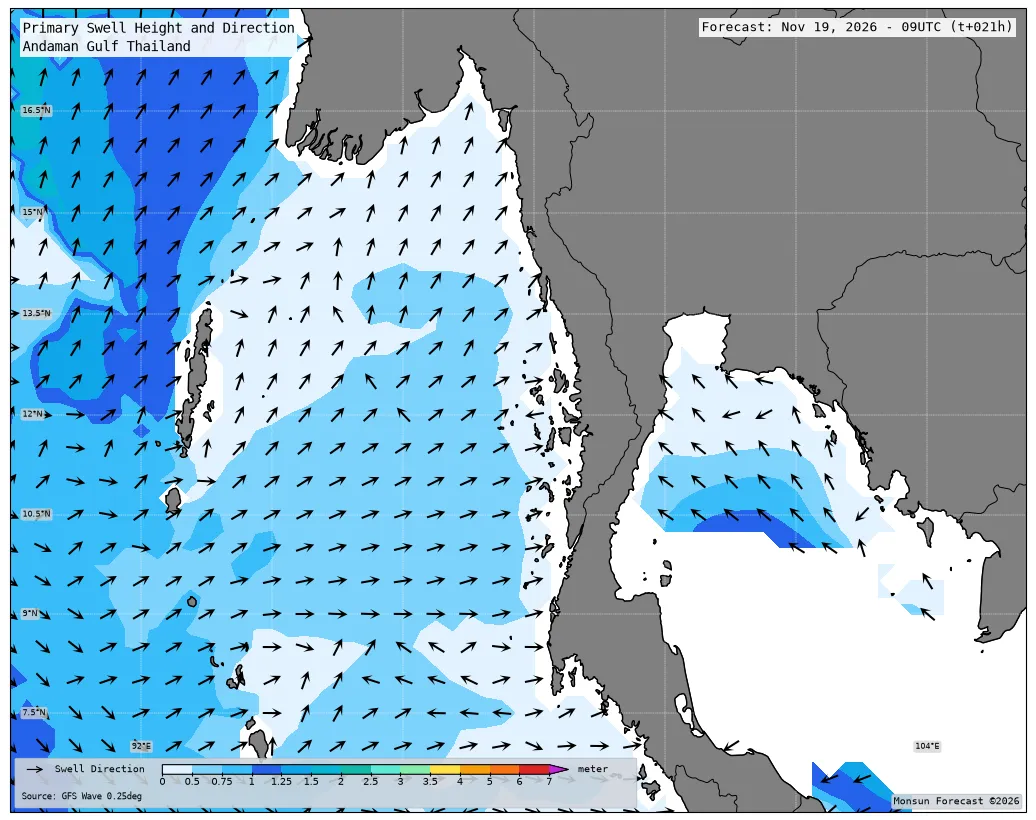 Primary Swell Height and Direction
Andaman Gulf Thailand
Forecast: Nov 19, 2026 - 09UTC (t+021h)
16.5°N
15°N
13.5°N
12°N
10.5°N
9°N
7.5°N
92°E
104°E
Swell Direction
0 0.5 0.75 1.25 1.5 2 2.5 3 3.5 4 5 6 7
meter
Source: GFS Wave 0.25deg
Monsun Forecast ©2026